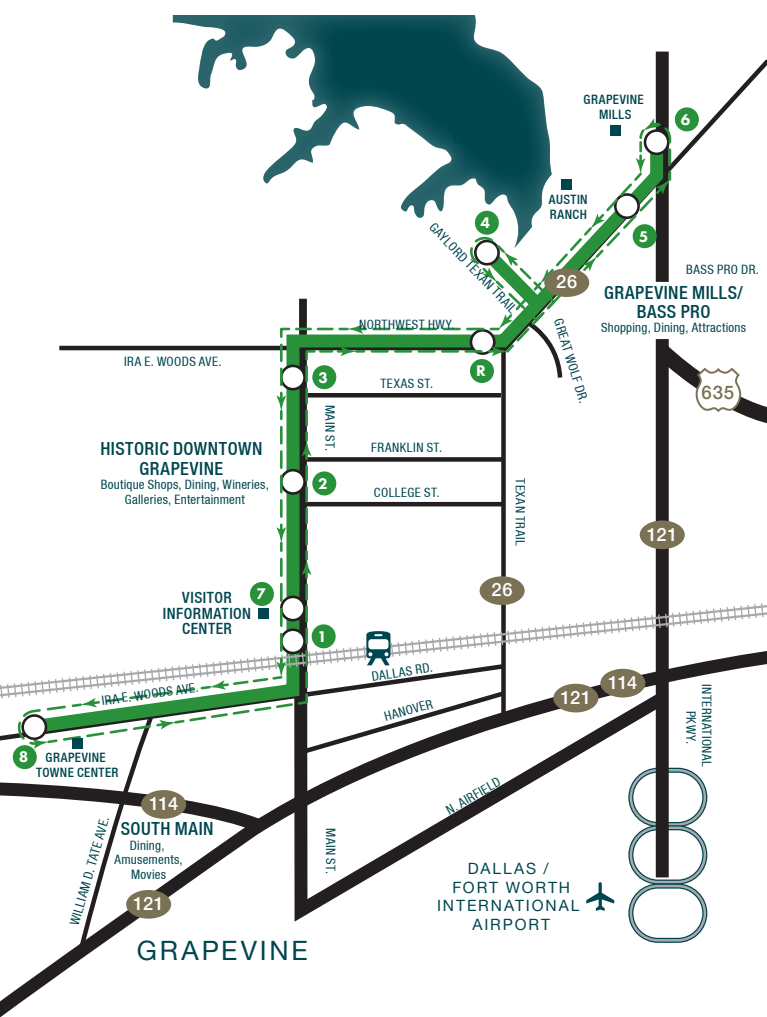 GRAPEVINE
MILLS
6
AUSTIN
RANCH
4
5
GAYLORD TEXAN TRAIL
26
BASS PRO DR.
GRAPEVINE MILLS/
BASS PRO
Shopping, Dining, Attractions
NORTHWEST HWY.
GREAT WOLF DR.
IRA E. WOODS AVE.
R
3
TEXAS ST.
635
MAIN ST.
HISTORIC DOWNTOWN
GRAPEVINE
Boutique Shops, Dining, Wineries,
Galleries, Entertainment
FRANKLIN ST.
2
COLLEGE ST.
TEXAN TRAIL
121
26
7
VISITOR
INFORMATION
CENTER
1
DALLAS RD.
IRA E. WOODS AVE.
HANOVER
121
114
INTERNATIONAL
PKWY.
8
GRAPEVINE
TOWNE CENTER
114
SOUTH MAIN
Dining,
Amusements,
Movies
WILLIAM D. TATE AVE.
121
MAIN ST.
N. AIRFIELD
DALLAS /
FORT WORTH
INTERNATIONAL
AIRPORT
GRAPEVINE